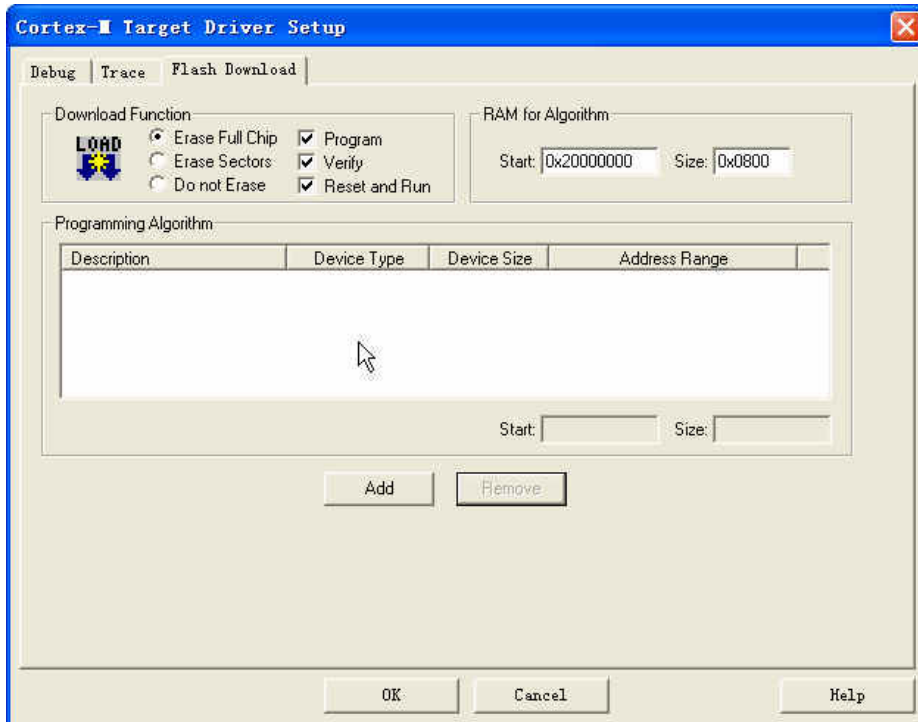 Cortex-M Target Driver Setup
Debug Trace Flash Download
Download Function
LOAD
Erase Full Chip
Erase Sectors
Do not Erase
Program
Verify
Reset and Run
RAM for Algorithm
Start: 0x20000000 Size: 0x0800
Programming Algorithm
Description Device Type Device Size Address Range
Start: Size:
Add Remove
OK Cancel Help